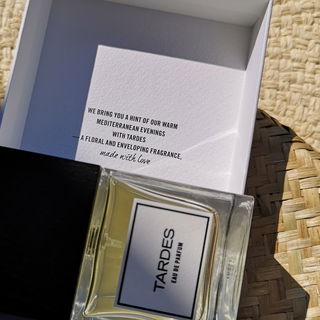 WE BRING YOU A HINT OF OUR WARM
MEDITERRANEAN EVENINGS
WITH TARDES
— A FLORAL AND ENVELOPING FRAGRANCE,
made with love
TARDES
EAU DE PARFUM